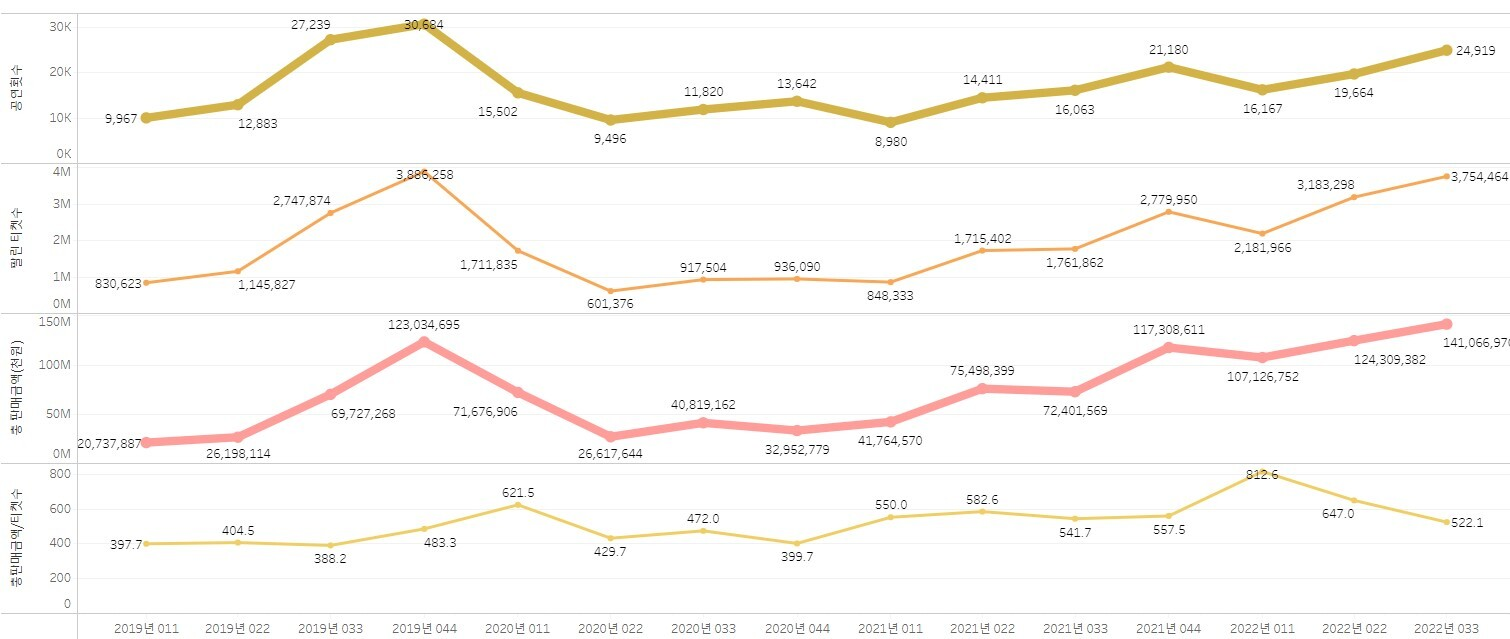 공연횟수
30K
20K
10K
0K
9,967
12,883
27,239
30,684
15,502
9,496
11,820
13,642
8,980
14,411
16,063
21,180
16,167
19,664
24,919
팔린 티켓수
4M
3M
2M
1M
0M
830,623
1,145,827
2,747,874
3,886,258
1,711,835
601,376
917,504
936,090
848,333
1,715,402
1,761,862
2,779,950
2,181,966
3,183,298
3,754,464
총판매금액(천원)
150M
100M
50M
0M
20,737,887
26,198,114
69,727,268
123,034,695
71,676,906
26,617,644
40,819,162
32,952,779
41,764,570
75,498,399
72,401,569
117,308,611
107,126,752
124,309,382
141,066,970
총판매금액/티켓수
800
600
400
200
0
397.7
404.5
388.2
483.3
621.5
429.7
472.0
399.7
550.0
582.6
541.7
557.5
812.6
647.0
522.1
2019년 011
2019년 022
2019년 033
2019년 044
2020년 011
2020년 022
2020년 033
2020년 044
2021년 011
2021년 022
2021년 033
2021년 044
2022년 011
2022년 022
2022년 033